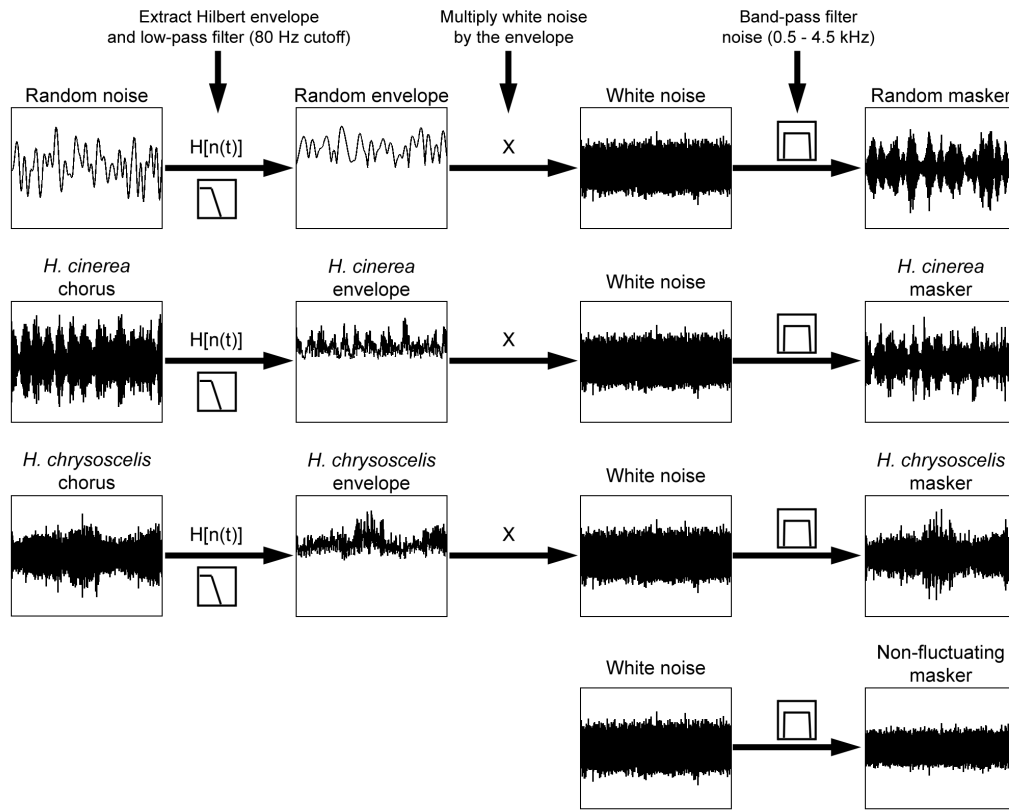 Extract Hilbert envelope
and low-pass filter (80 Hz cutoff)
Multiply white noise
by the envelope
Band-pass filter
noise (0.5 - 4.5 kHz)
Random noise
H[n(t)]
Random envelope
X
White noise
Random masker
H. cinerea
chorus
H[n(t)]
H. cinerea
envelope
X
White noise
H. cinerea
masker
H. chrysoscelis
chorus
H[n(t)]
H. chrysoscelis
envelope
X
White noise
H. chrysoscelis
masker
White noise
Non-fluctuating
masker